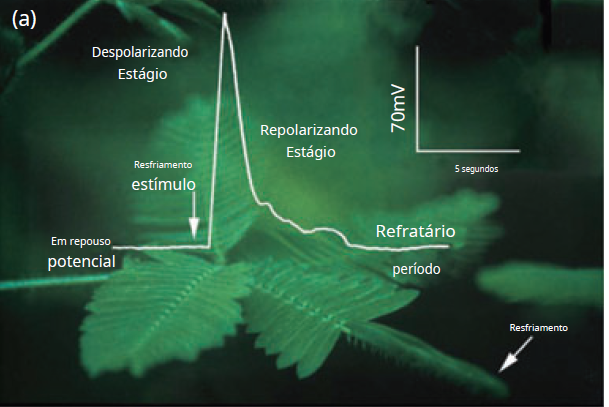 (a)
Despolarizando
Estágio
70mV
Repolarizando
Estágio
5 segundos
Resfriamento
estímulo
Em repouso
potencial
Refratário
período
Resfriamento